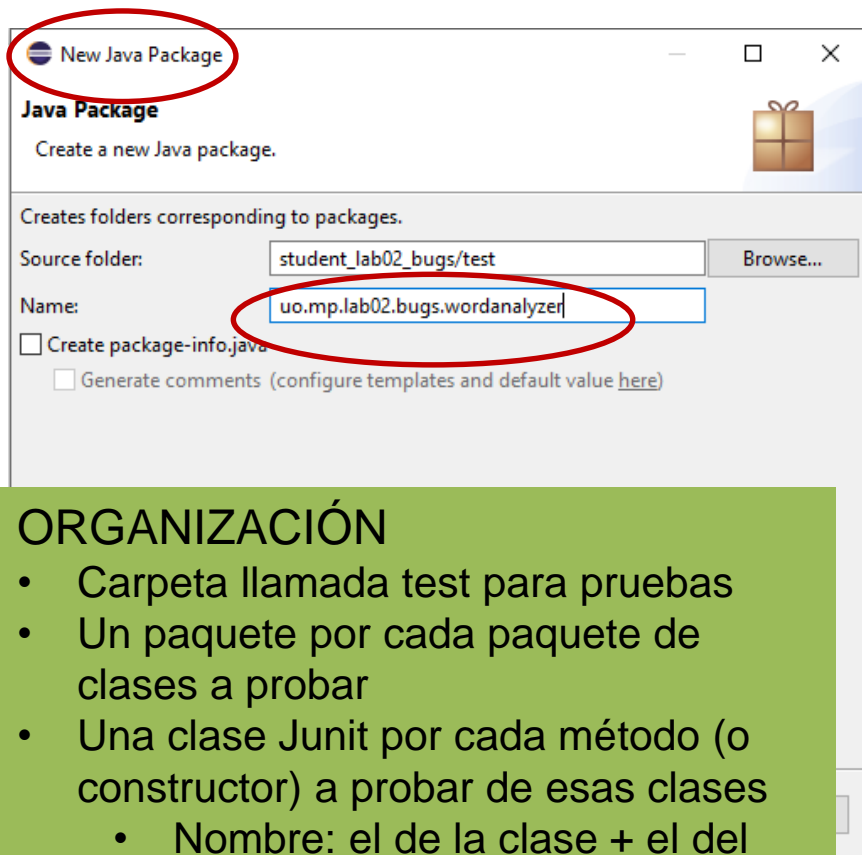 New Java Package
Java Package
Create a new Java package.
Creates folders corresponding to packages.
Source folder: student_lab02_bugs/test Browse...
Name: uo.mp.lab02.bugs.wordanalyzer
Create package-info.java
Generate comments (configure templates and default value here)
ORGANIZACIÓN
• Carpeta llamada test para pruebas
• Un paquete por cada paquete de
clases a probar
• Una clase Junit por cada método (o
constructor) a probar de esas clases
• Nombre: el de la clase + el del